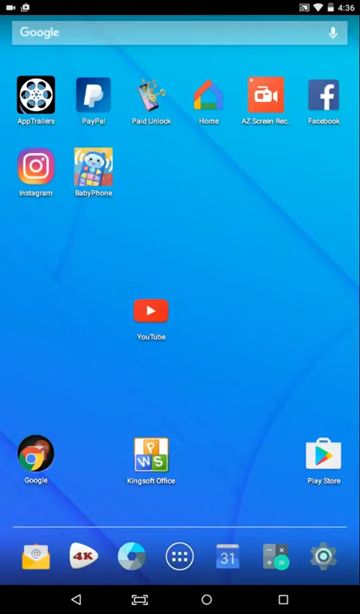 4:36
Google
AppTrailers
PayPal
Paid Unlock
Home
AZ Screen Rec..
Facebook
Instagram
BabyPhone
YouTube
P
W S
Google
Kingsoft Office
Play Store
@
4K
31